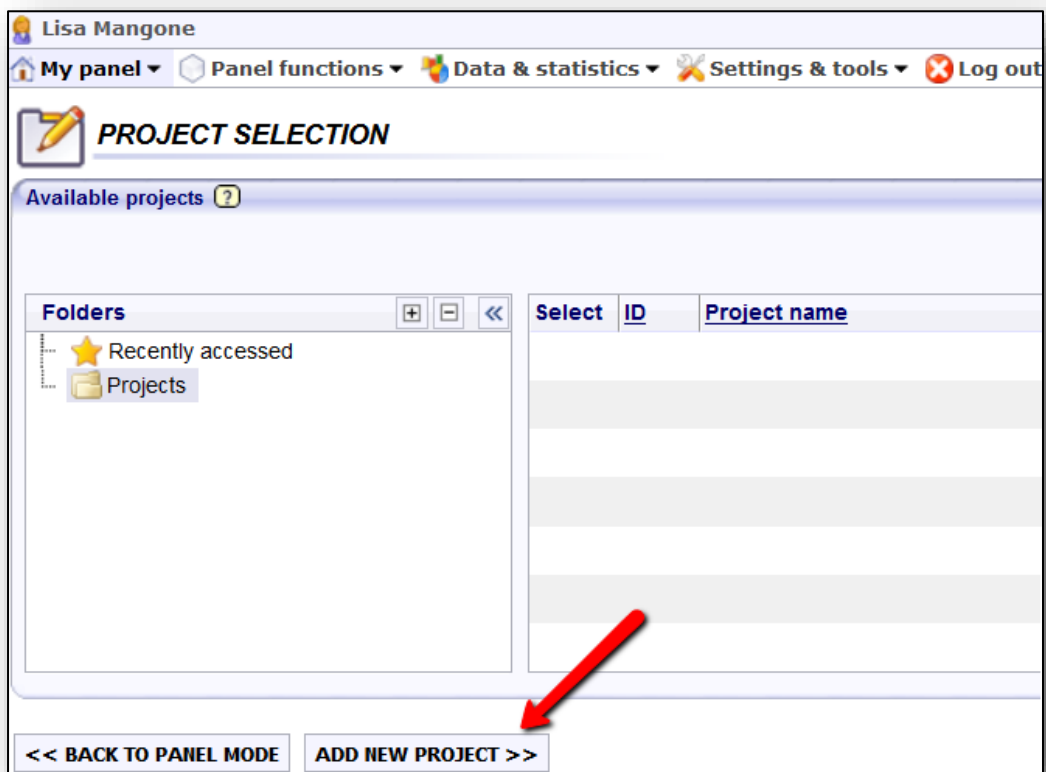 Lisa Mangone
My panel Panel functions Data & statistics Settings & tools Log out
PROJECT SELECTION
Available projects ?
Folders Select ID Project name
Recently accessed
Projects
<< BACK TO PANEL MODE ADD NEW PROJECT >>